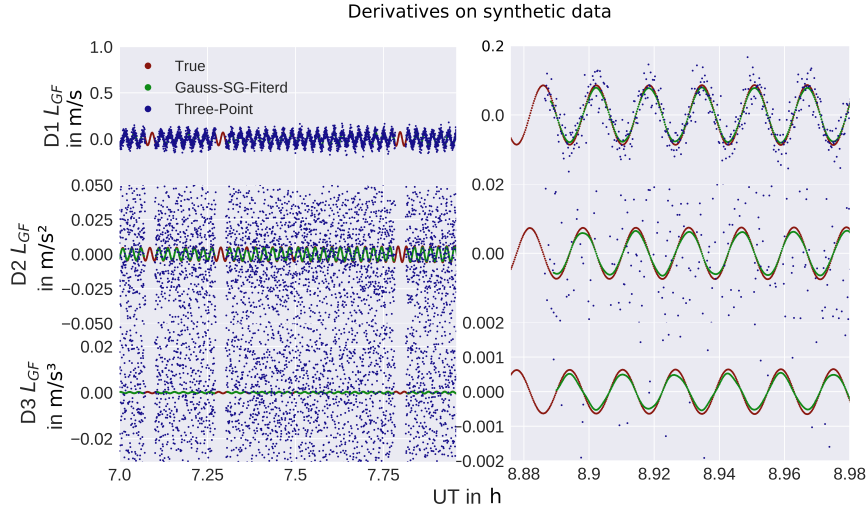 Derivatives on synthetic data
True
Gauss-SG-Fiterd
Three-Point
D1 L_GF
in m/s
1.0
0.5
0.0
D2 L_GF
in m/s²
0.050
0.025
0.000
−0.025
−0.050
D3 L_GF
in m/s³
0.02
0.00
−0.02
7.0
7.25
7.5
7.75
0.2
0.0
0.02
0.00
0.002
0.001
0.000
−0.001
−0.002
8.88
8.9
8.92
8.94
8.96
8.98
UT in h